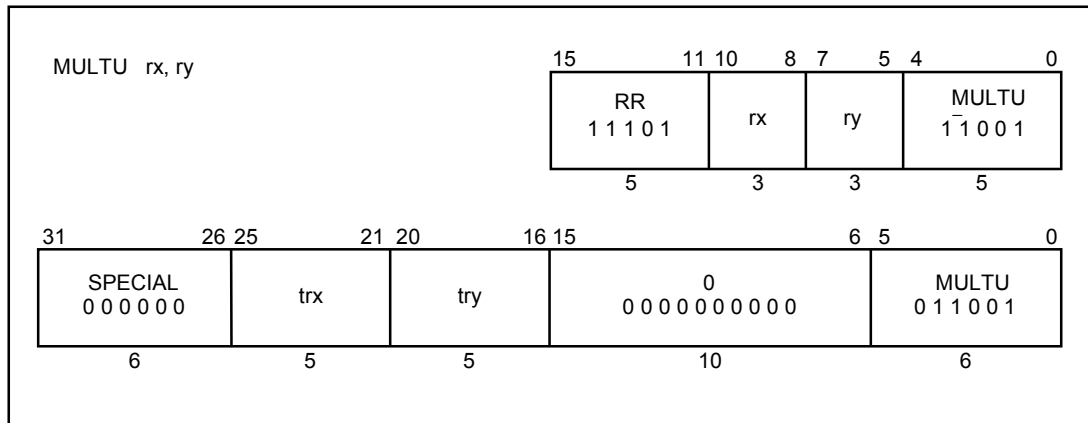 MULTU rx, ry
15 11 10 8 7 5 4 0
RR rx ry MULTU
1 1 1 0 1 1 1 0 0 1
5 3 3 5
31 26 25 21 20 16 15 6 5 0
SPECIAL trx try 0 MULTU
0 0 0 0 0 0 0 0 0 0 0 0 0 0 0 0 0 1 1 0 0 1
6 5 5 10 6